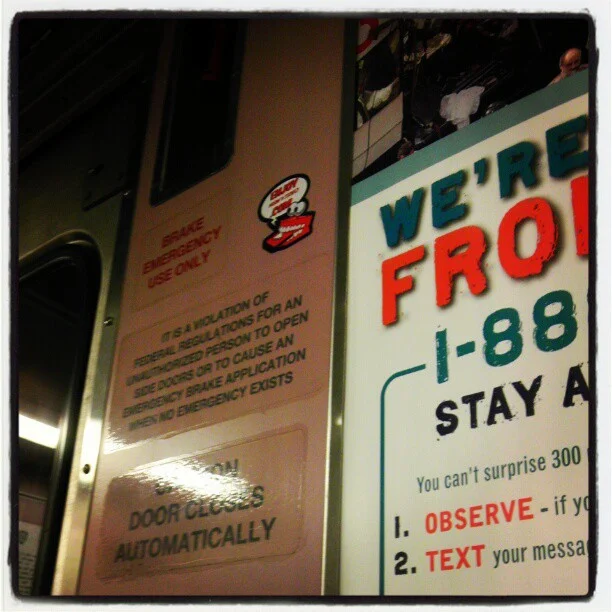 ENJOY
BRAKE
EMERGENCY
USE ONLY
IT IS A VIOLATION OF
FEDERAL REGULATIONS FOR AN
UNAUTHORIZED PERSON TO OPEN
SIDE DOORS OR TO CAUSE AN
EMERGENCY BRAKE APPLICATION
WHEN NO EMERGENCY EXISTS
DOOR CLOSES
AUTOMATICALLY
WE'RE
FRO
1-88
STAY A
You can't surprise 300
1. OBSERVE - if yo
2. TEXT your messa